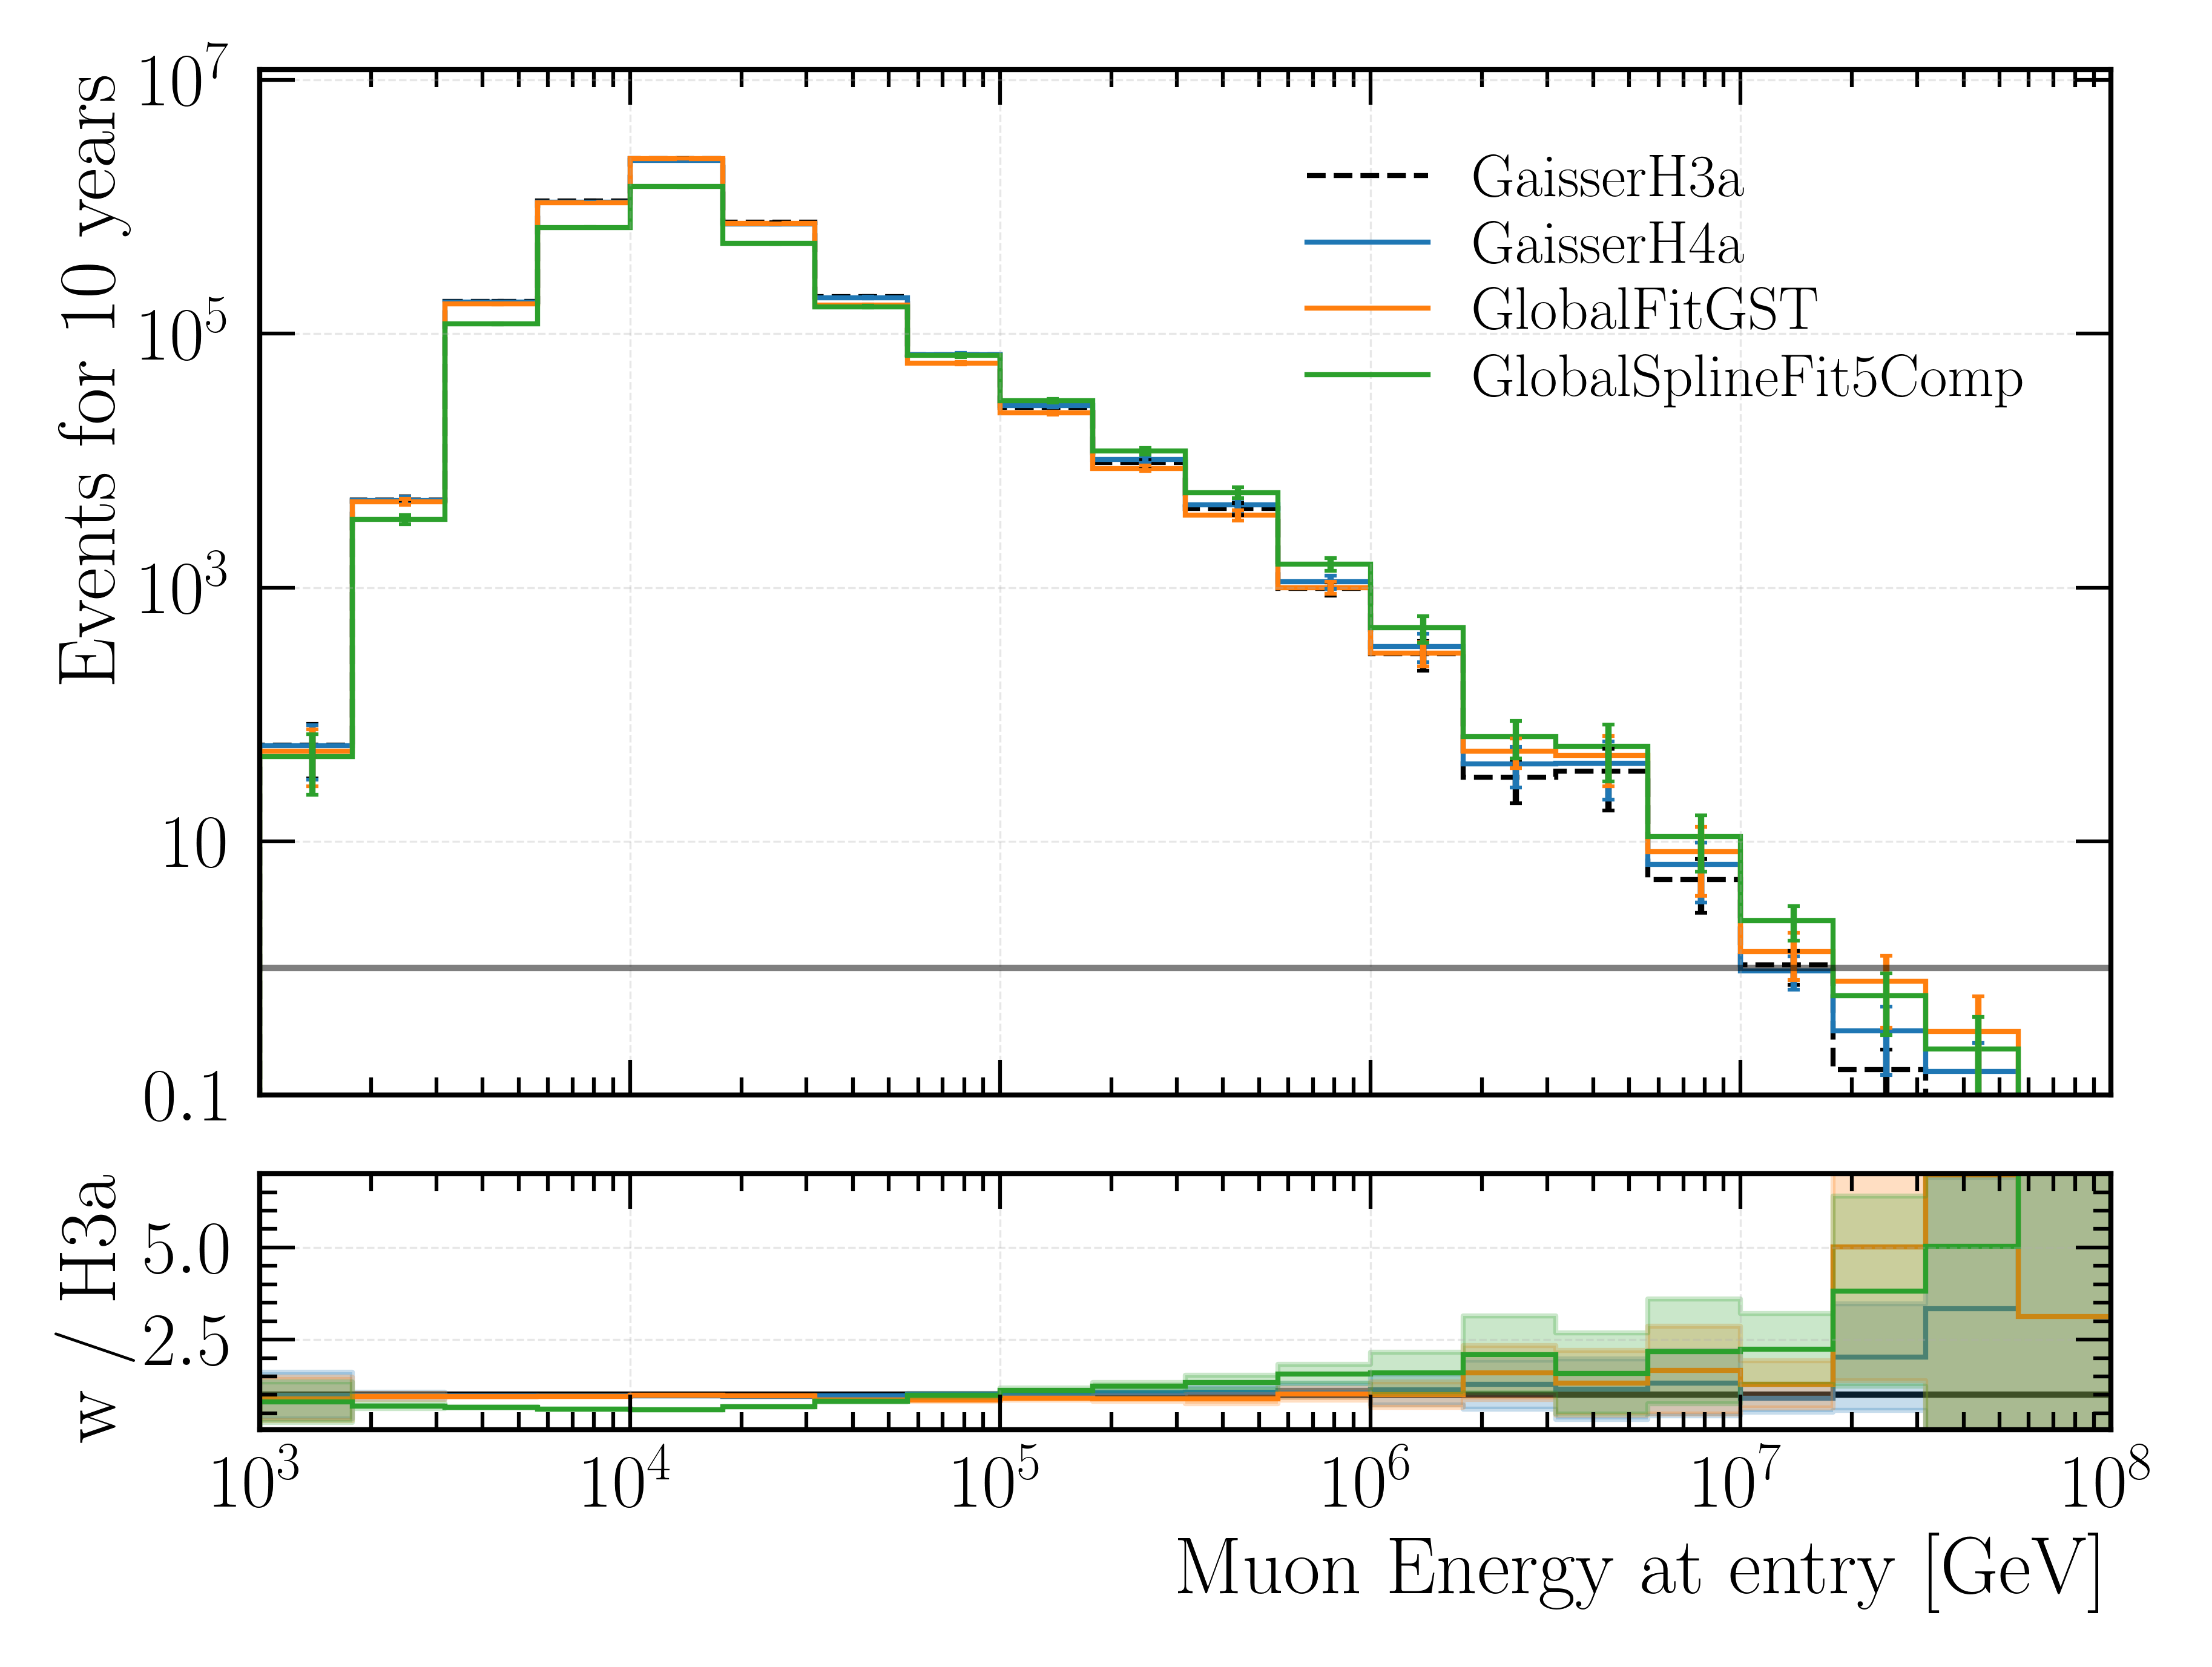 10^7
10^5
10^3
10
0.1
Events for 10 years
GaisserH3a
GaisserH4a
GlobalFitGST
GlobalSplineFit5Comp
5.0
2.5
w / H3a
10^3 10^4 10^5 10^6 10^7 10^8
Muon Energy at entry [GeV]